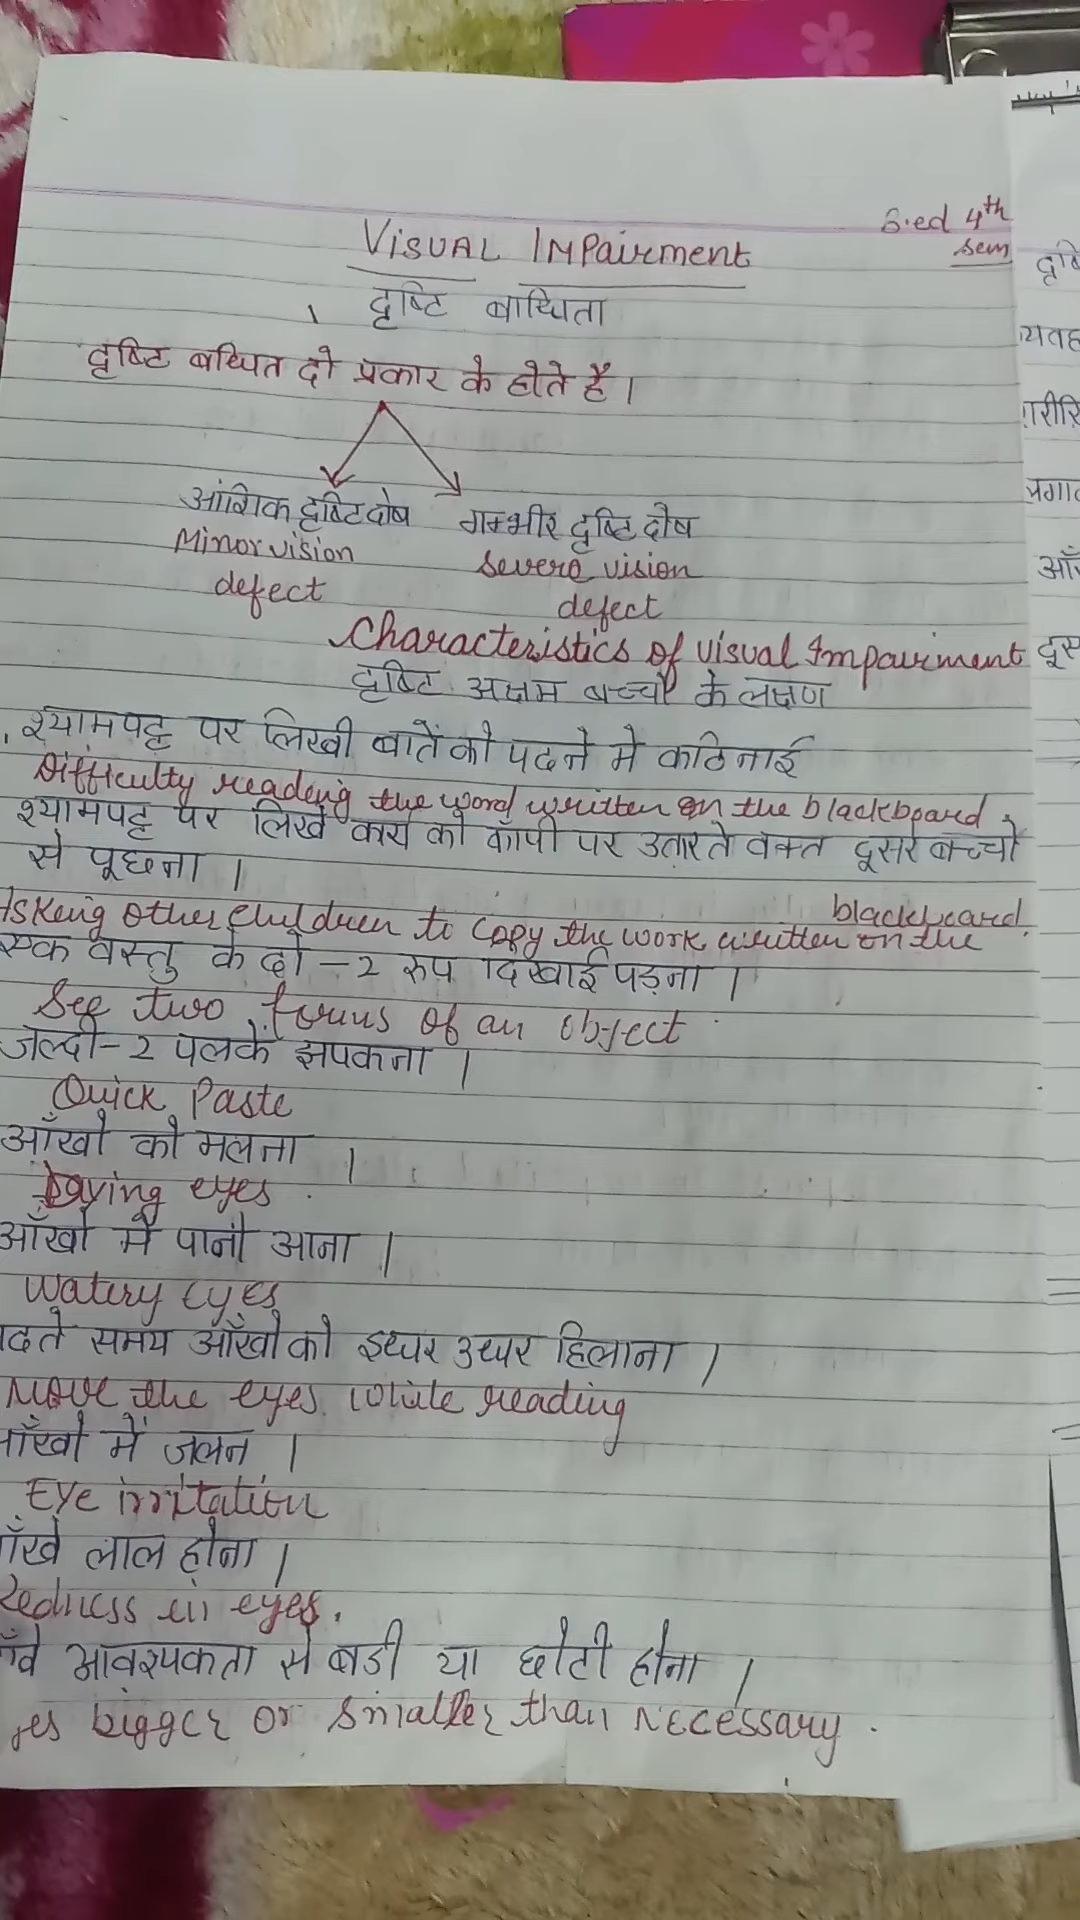 B.ed 4th
sem
Visual Impairment
दृष्टि बाधिता
दृष्टि बधित दो प्रकार के होते है।
आंशिक दृष्टि दोष गम्भीर दृष्टि दोष
Minor vision severe vision
defect defect
Characteristics of visual Impairment
दृष्टि अक्षम बच्चो के लक्षण
श्यामपट्ट पर लिखी बातें को पढने मे कठिनाई
Difficulty reading the word written on the blackboard.
श्यामपट्ट पर लिखे कार्य को कॉपी पर उतारते वक्त दूसरे बच्चो
से पूछना।
Asking other children to copy the work written on the blackboard.
एक वस्तु के दो-2 रूप दिखाई पड़ना।
See two forms of an object.
जल्दी-2 पलके झपकना।
Quick Paste
आँखो को मलना।
eyes.
आँखो मे पानी आना।
Watery Eyes
समय आँखो को इधर उधर हिलाना।
Move the eyes while reading
में जलन।
Eye irritation
लाल होना।
Redness in eyes.
आवश्यकता से बडी या छोटी होना।
bigger or smaller than necessary.
दृष्टि